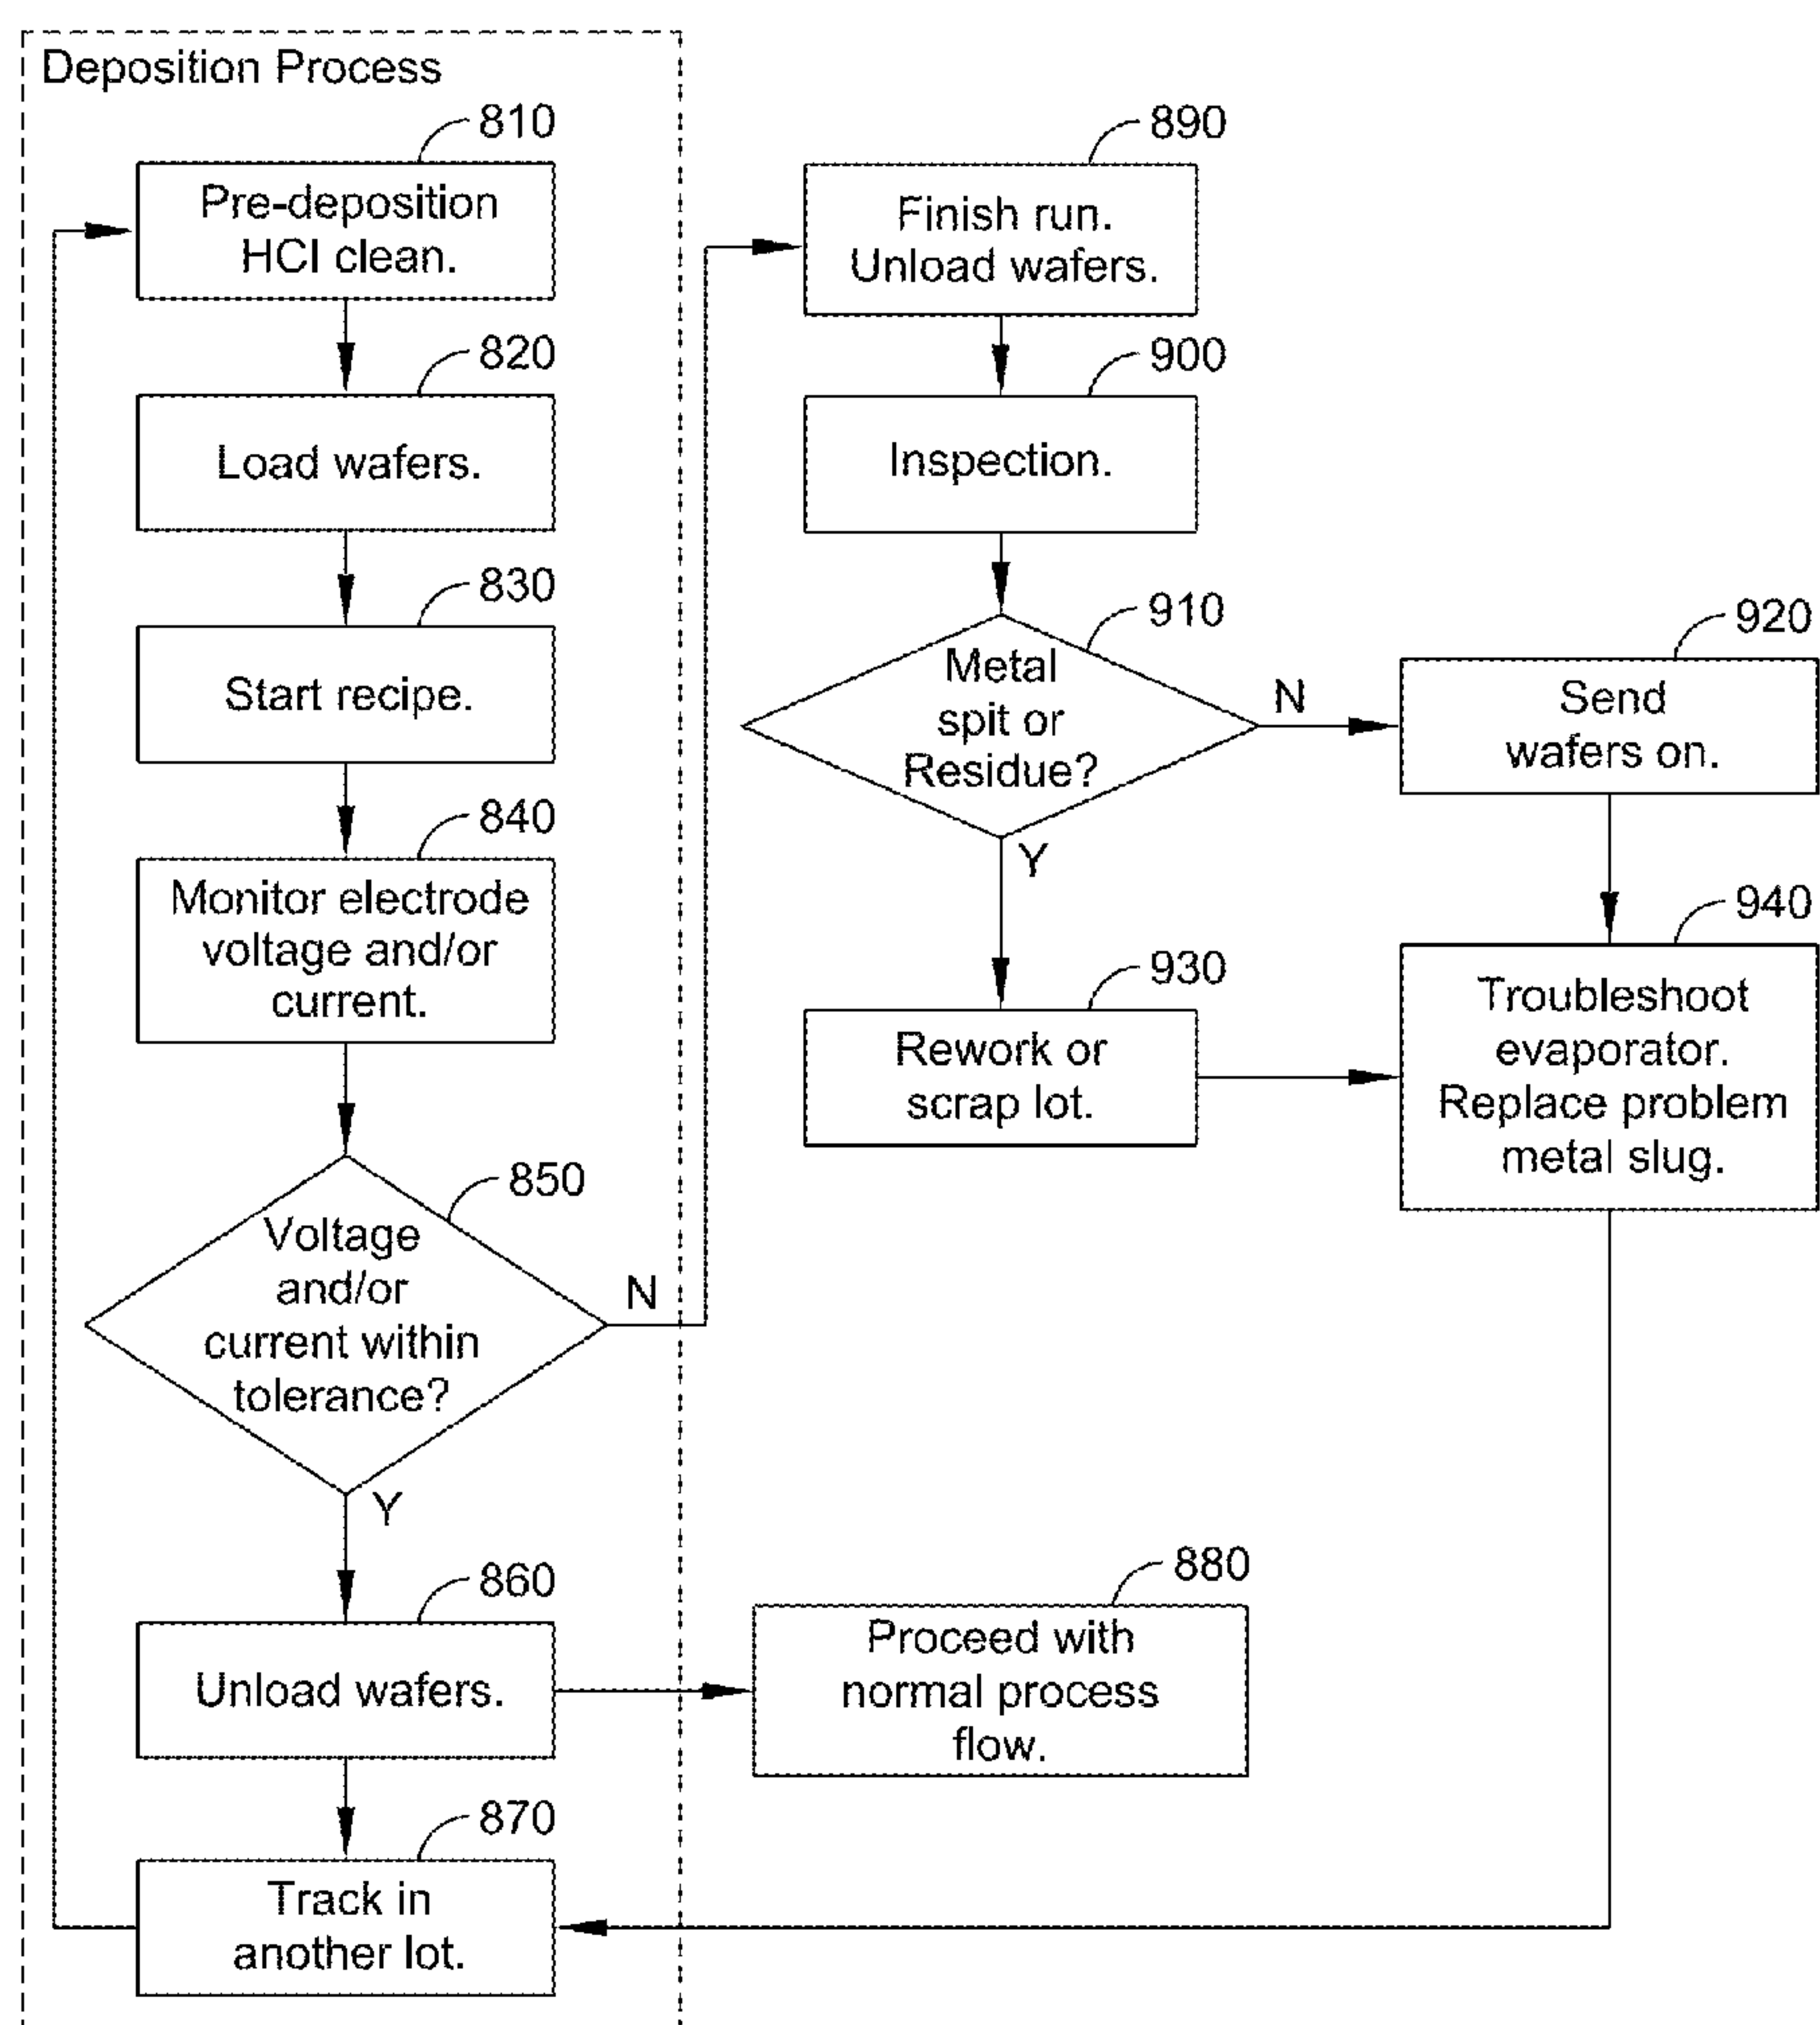 Deposition Process
810
Pre-deposition
HCl clean.
820
Load wafers.
830
Start recipe.
840
Monitor electrode
voltage and/or
current.
850
Voltage
and/or
current within
tolerance?
N
Y
860
Unload wafers.
870
Track in
another lot.
880
Proceed with
normal process
flow.
890
Finish run.
Unload wafers.
900
Inspection.
910
Metal
spit or
Residue?
N
Y
920
Send
wafers on.
930
Rework or
scrap lot.
940
Troubleshoot
evaporator.
Replace problem
metal slug.